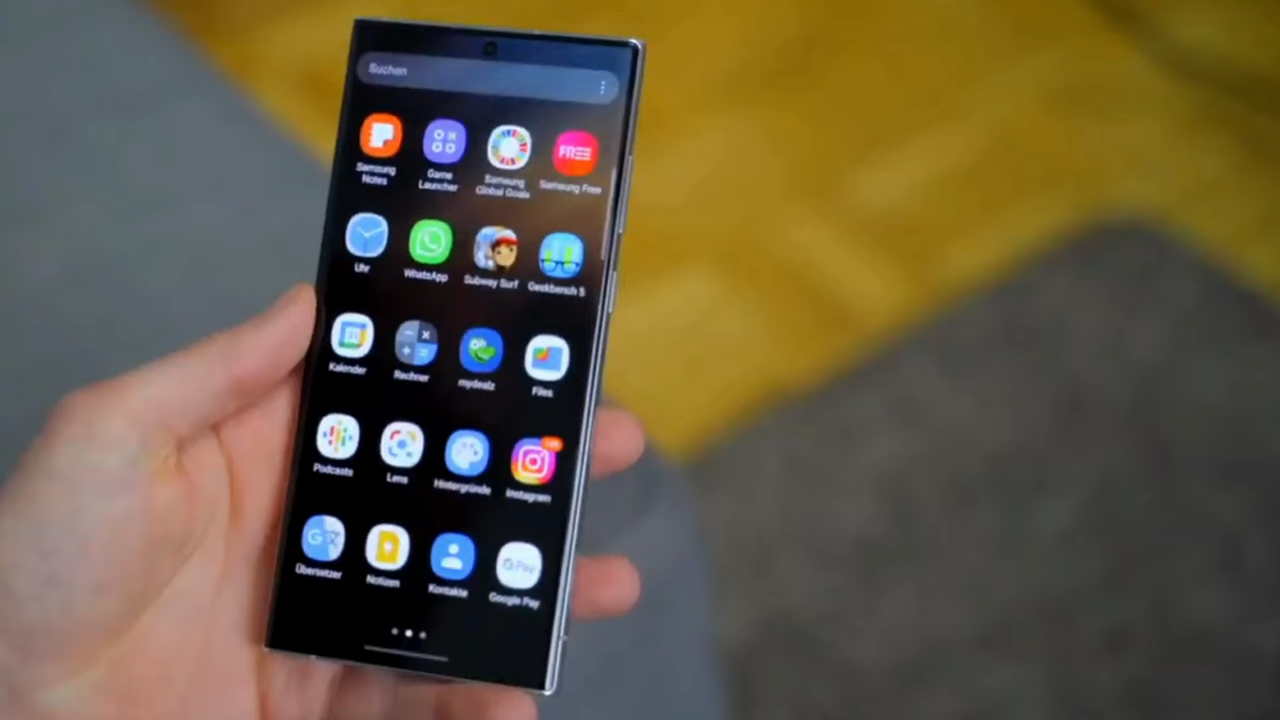 Suchen
FREE
Samsung Notes
Game Launcher
Samsung Global Goals
Samsung Free
Uhr
WhatsApp
Subway Surf
Geekbench 5
Kalender
Rechner
mydealz
Files
Podcasts
Lens
Hintergründe
Instagram
G
G Pay
Übersetzer
Notizen
Kontakte
Google Pay